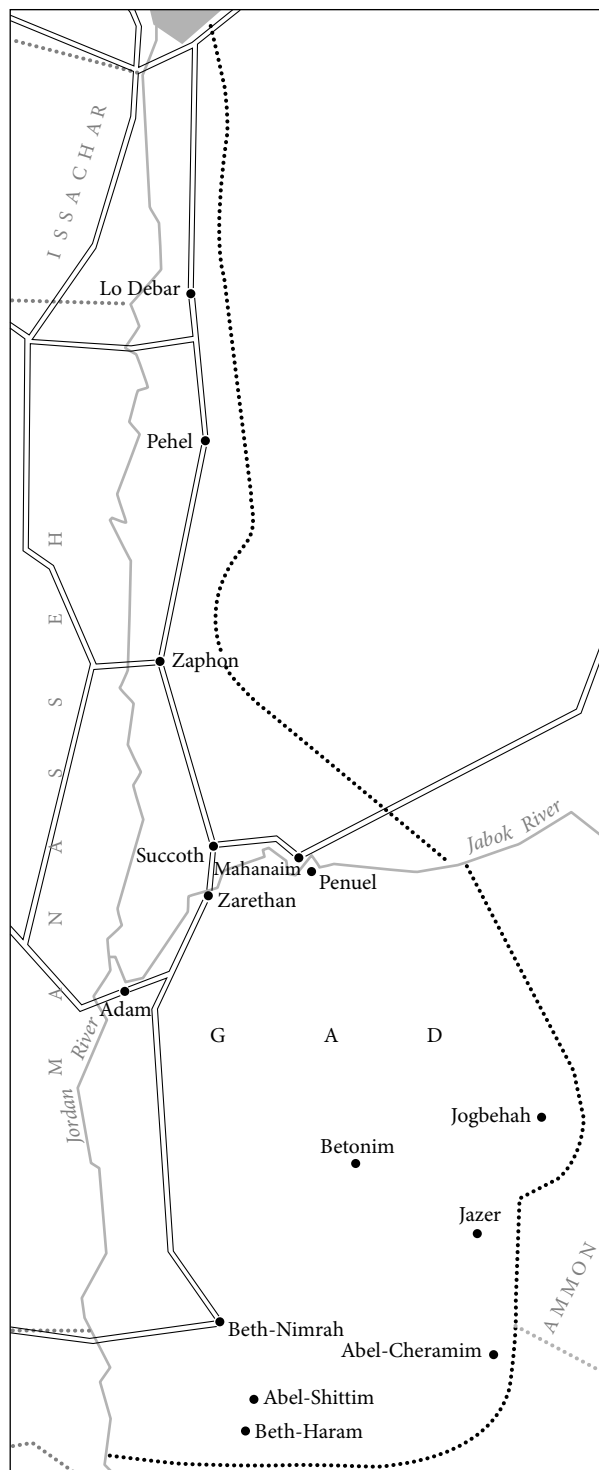 ISSACHAR
Lo Debar
Pehel
MANASSEH
Zaphon
Jabok River
Succoth
Mahanaim
Penuel
Zarethan
Adam
Jordan River
GAD
Jogbehah
Betonim
Jazer
AMMON
Beth-Nimrah
Abel-Cheramim
Abel-Shittim
Beth-Haram